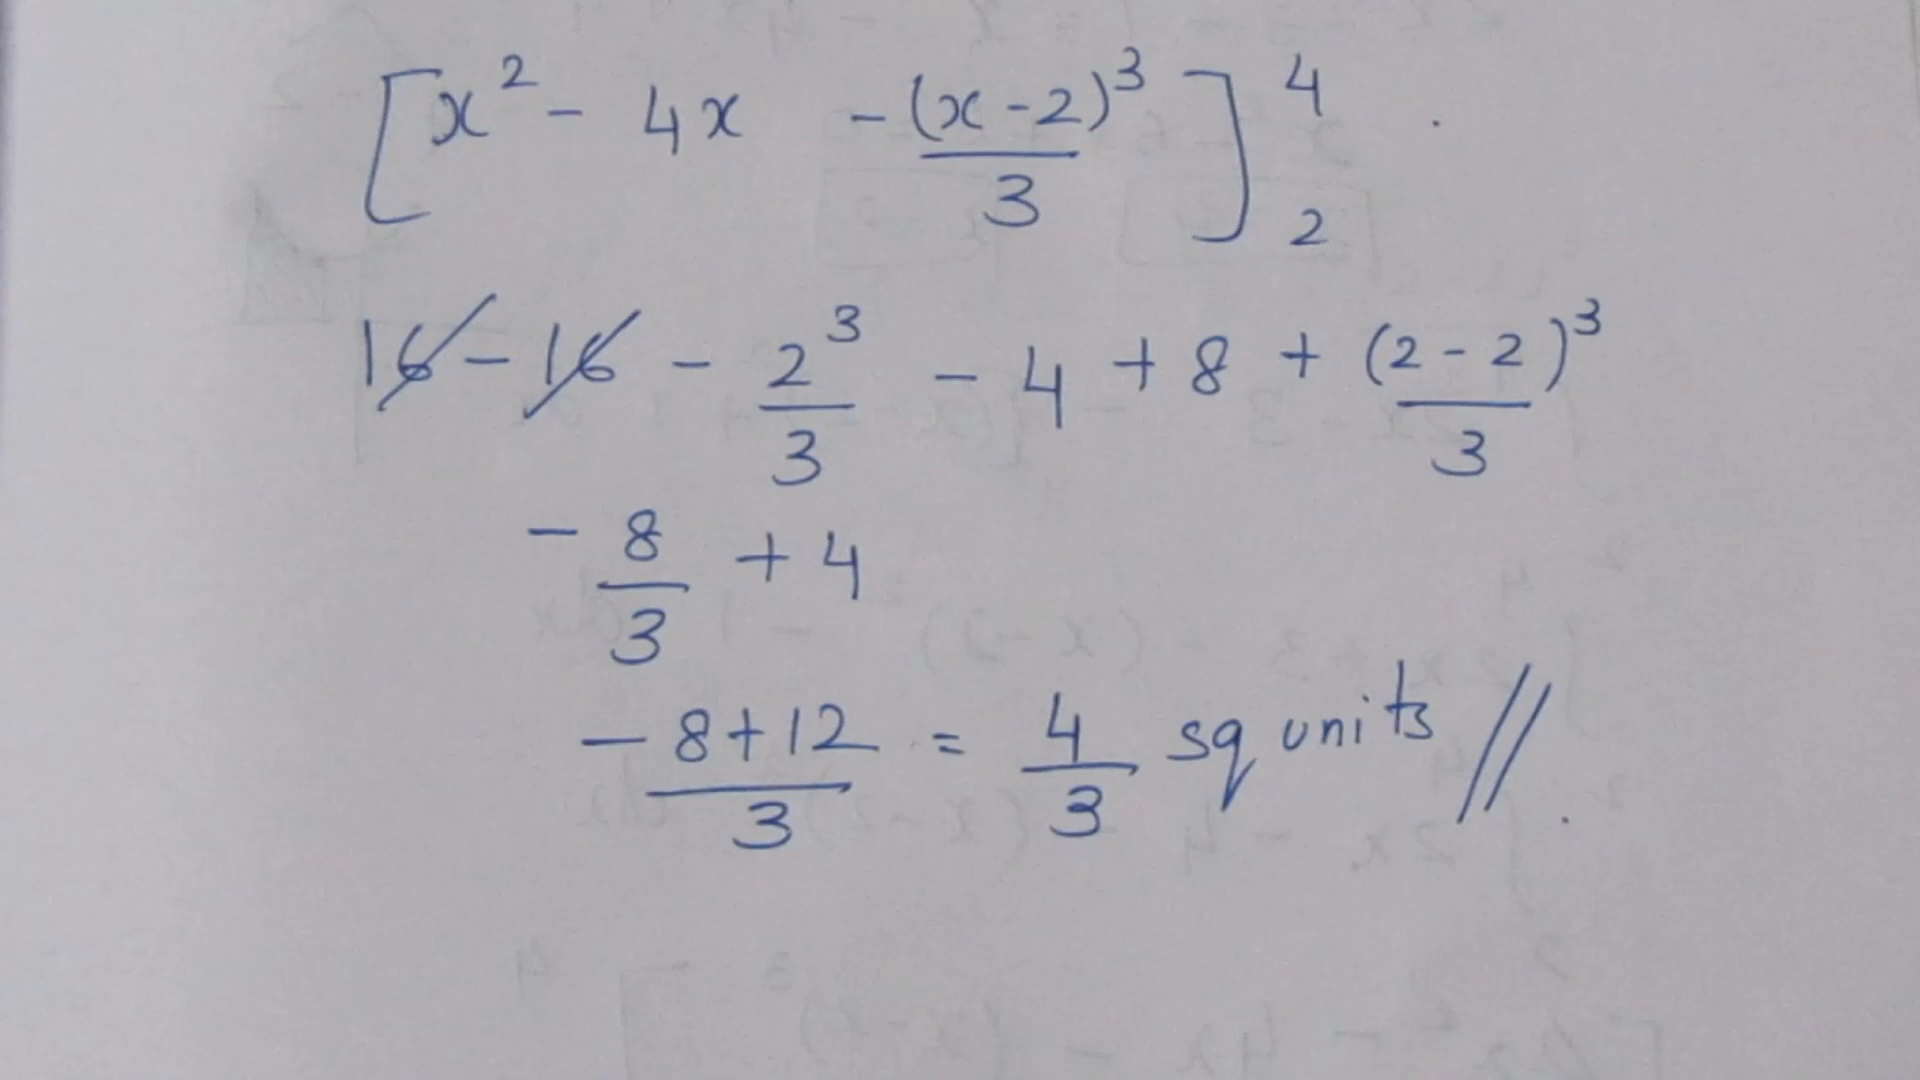 [x² - 4x - (x-2)³/3]⁴₂ .
16 - 16 - 2³/3 - 4 + 8 + (2-2)³/3
- 8/3 + 4
- 8+12/3 = 4/3 sq units //.